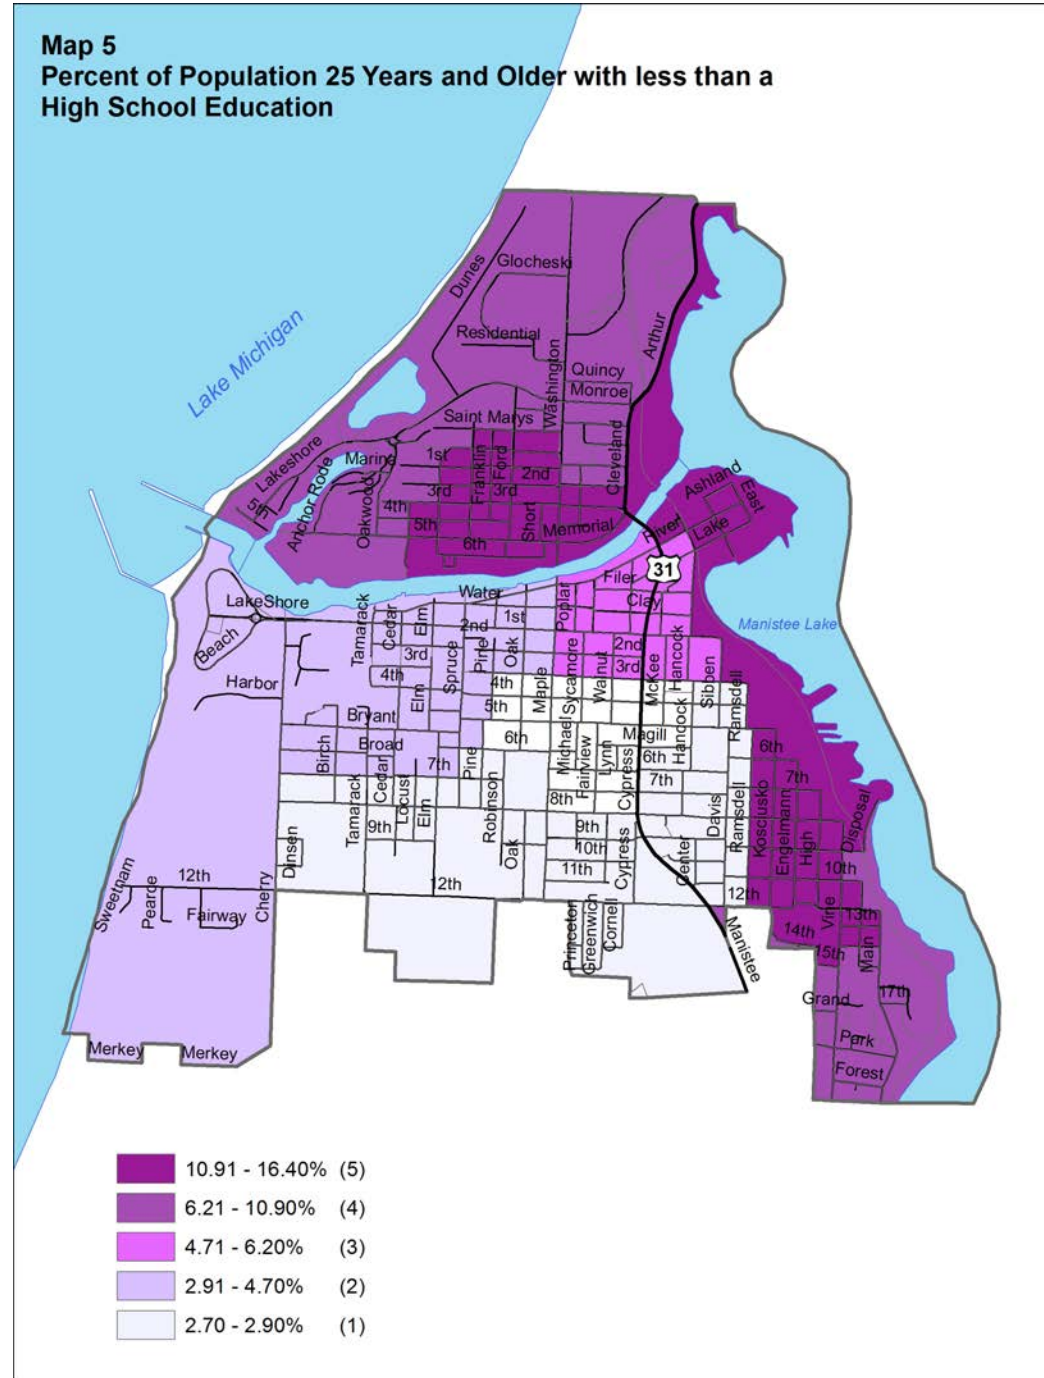 Map 5
Percent of Population 25 Years and Older with less than a
High School Education
Lake Michigan
Dunes
Glocheski
Residential
Washington
Arthur
Quincy
Monroe
Saint Marys
Cleveland
Lakeshore
5th
Marine
Anchor Rode
Oakwood
1st
Franklin
Ford
2nd
3rd
3rd
4th
5th
6th
Short
Memorial
Ashland
East
River
Lake
31
Filer
Clay
Water
Poplar
LakeShore
Beach
Harbor
Tamarack
Cedar
Elm
2nd
1st
3rd
4th
Elm
Spruce
Pine
Oak
Maple
Sycamore
Walnut
2nd
3rd
McKee
Hancock
Sibben
Manistee Lake
4th
5th
6th
Bryant
Broad
Birch
Cedar
7th
Pine
Michael
Fairview
Lynn
Cypress
Magill
6th
Hancock
Ramsdell
7th
6th
7th
Tamarack
Locust
Elm
Robinson
8th
9th
9th
10th
11th
Oak
Cypress
Center
Davis
Ramsdell
Kosciusko
Engelmann
High
Disposal
10th
Dinsen
12th
12th
12th
Sweetnam
Pearce
Fairway
Cherry
Princeton
Greenwich
Cornell
Manistee
14th
Vine
13th
15th
Main
17th
Grand
Park
Forest
Merkey
Merkey
10.91 - 16.40% (5)
6.21 - 10.90% (4)
4.71 - 6.20% (3)
2.91 - 4.70% (2)
2.70 - 2.90% (1)